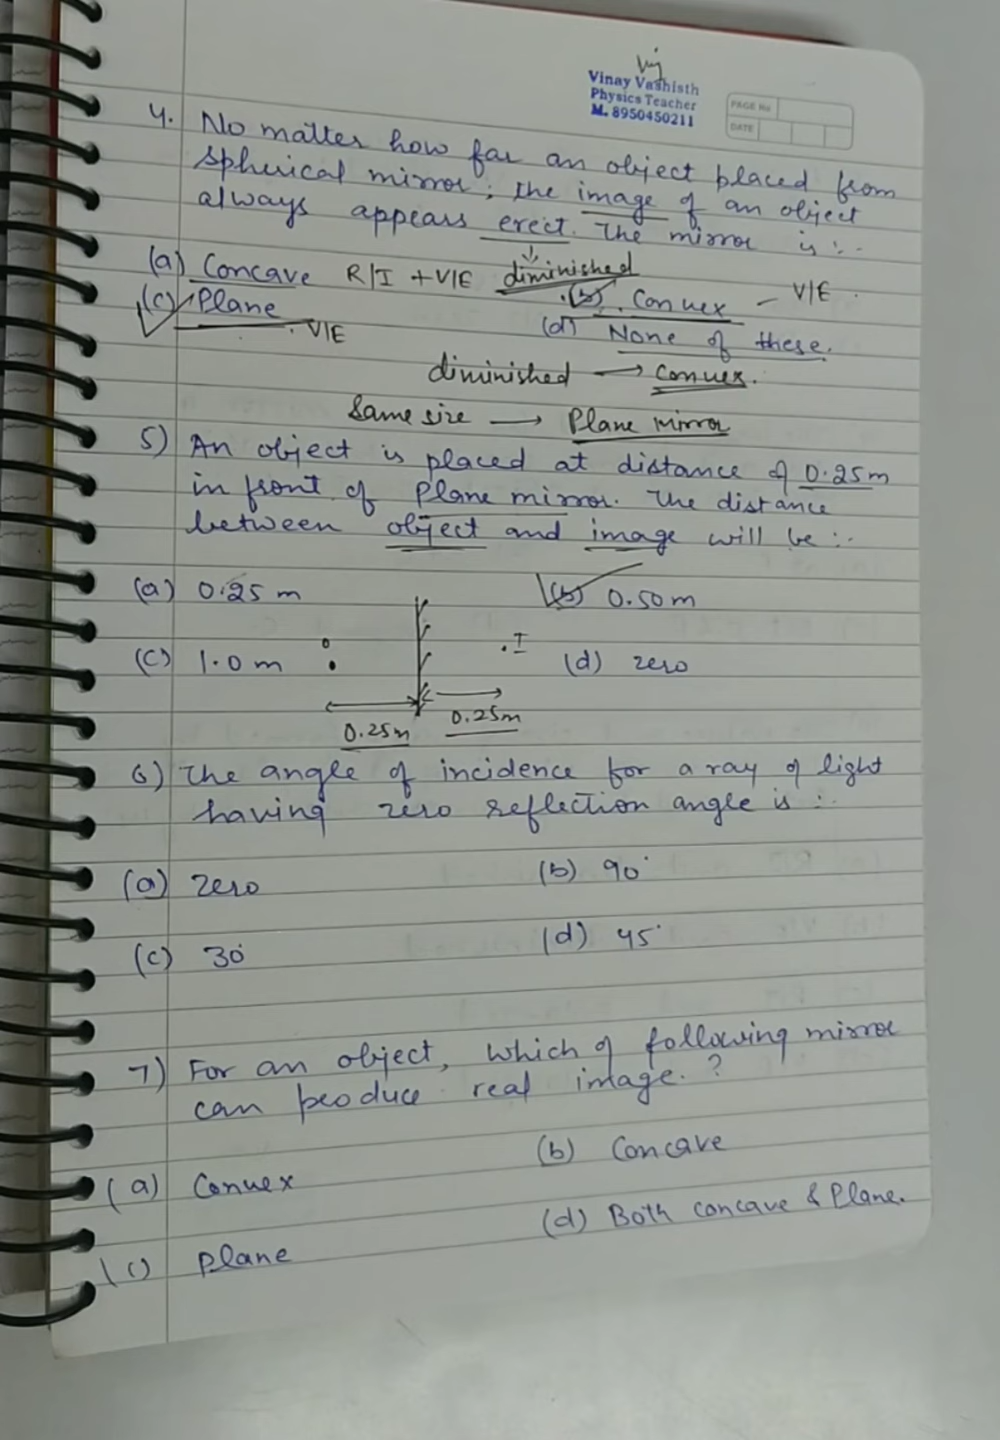 Vinay Vashisth
Physics Teacher
M. 8950450211
PAGE No
DATE
4. No matter how far an object placed from
spherical mirror; the image of an object
always appears erect. The mirror is :-
diminished
(a) Concave R/I + V/E
(b) Convex - V/E
(c) Plane V/E
(d) None of these.
diminished → convex.
Same size → Plane Mirror
5) An object is placed at distance of 0.25m
in front of Plane mirror. The distance
between object and image will be :-
(a) 0.25 m
(b) 0.50m
(c) 1.0 m
(d) zero
O
I
0.25m
0.25m
6) The angle of incidence for a ray of light
having zero reflection angle is :-
(a) zero
(b) 90°
(c) 30°
(d) 45°
7) For an object, which of following mirror
can produce real image. ?
(a) Convex
(b) Concave
(c) Plane
(d) Both concave & Plane.